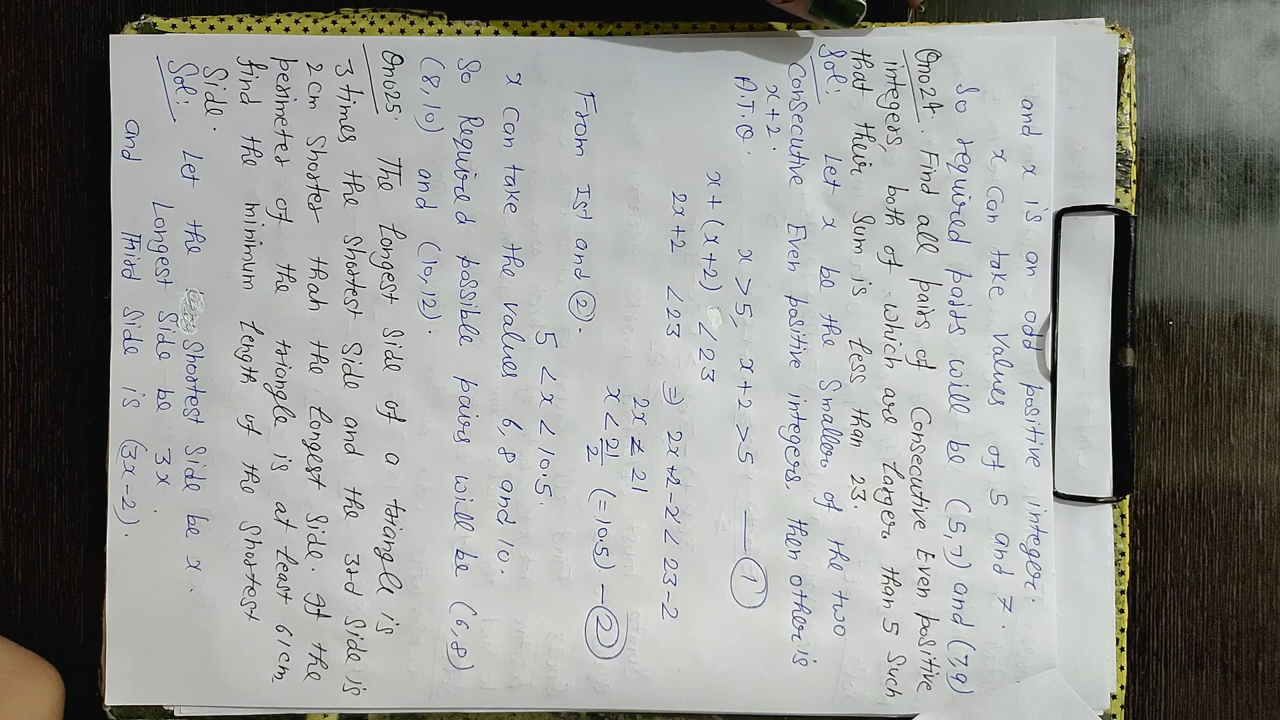 and x is an odd positive integer.
x can take values of 5 and 7.
So required paids will be (5,7) and (7,9)
Qno24. Find all pairs of Consecutive Even positive
integers, both of which are Larger than 5 Such
that their Sum is Less than 23.
Sol: Let x be the Smaller of the two
Consecutive Even positive integers. then other is
x+2.
A.T.Q. x>5, x+2>5 —①
x+(x+2) <23
2x+2 <23 ⇒ 2x+2-2<23-2
2x < 21
x<21/2 (=10.5) —②
From Ist and ②.
5<x<10.5.
x can take the values 6,8 and 10.
So Required possible pairs will be (6,8)
(8,10) and (10,12).
Qno25. The Longest Side of a triangle is
3 times the Shortest Side and the 3rd Side is
2cm Shorter that the Longest Side. If the
perimeter of the triangle is at least 61cm
find the minimum Length of the Shortest
Side.
Sol: Let the Shortest Side be x.
Longest Side be 3x.
and Third Side is (3x-2).